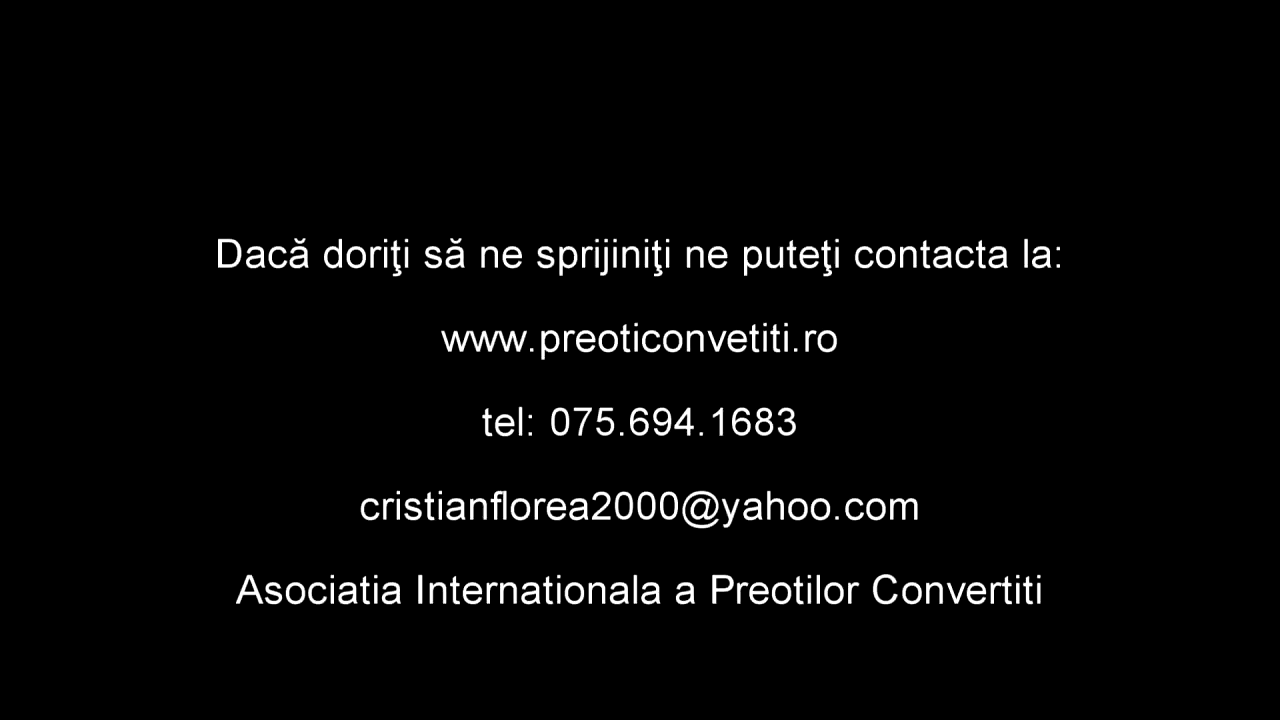 Dacă doriţi să ne sprijiniţi ne puteţi contacta la:
www.preoticonvetiti.ro
tel: 075.694.1683
cristianflorea2000@yahoo.com
Asociatia Internationala a Preotilor Convertiti